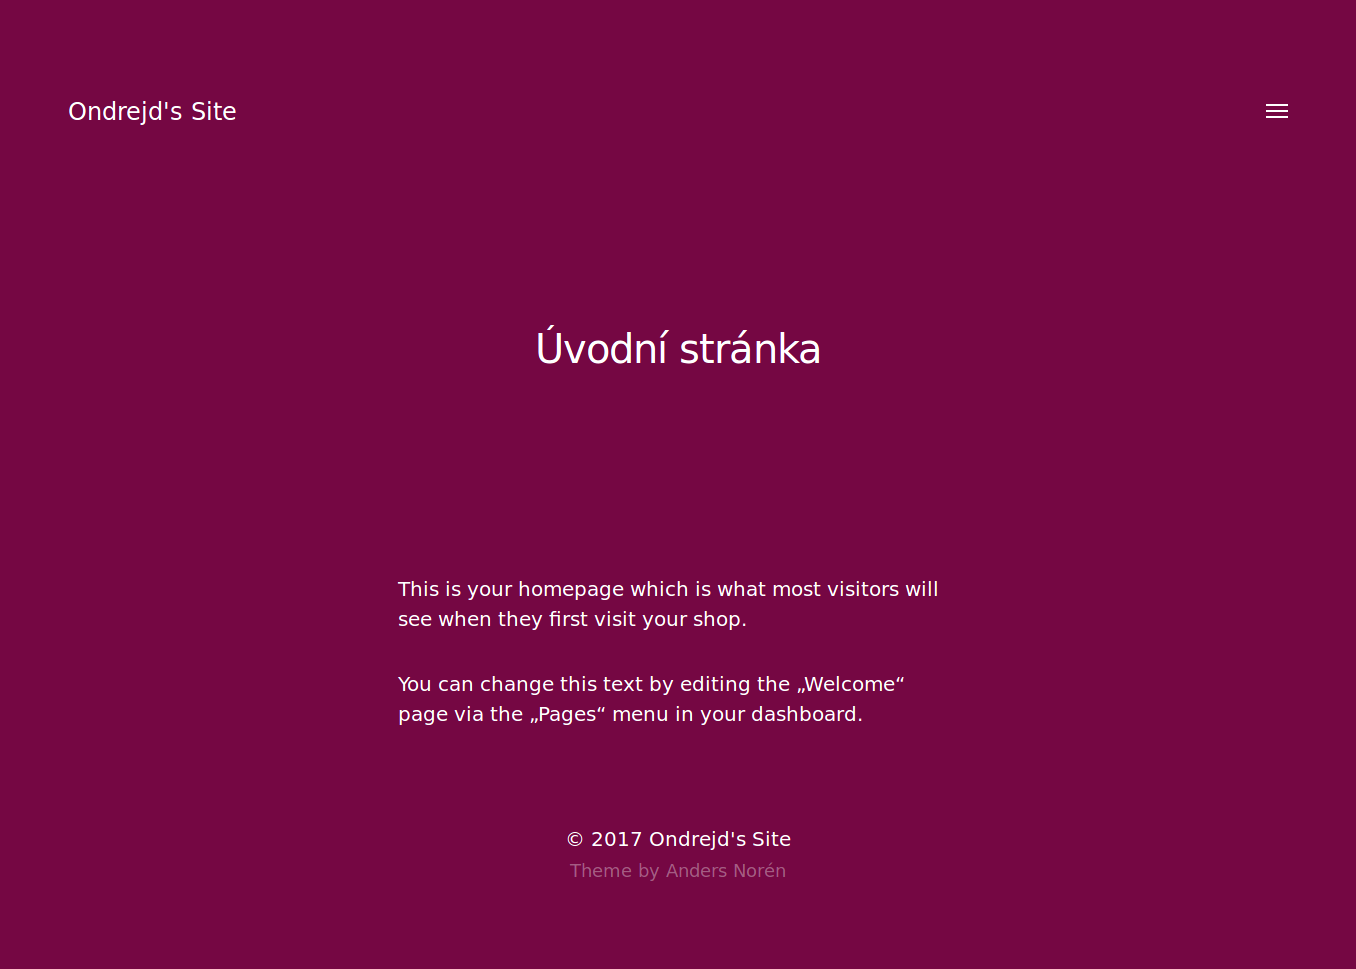 Ondrejd's Site
Úvodní stránka
This is your homepage which is what most visitors will
see when they first visit your shop.
You can change this text by editing the „Welcome“
page via the „Pages“ menu in your dashboard.
© 2017 Ondrejd's Site
Theme by Anders Norén